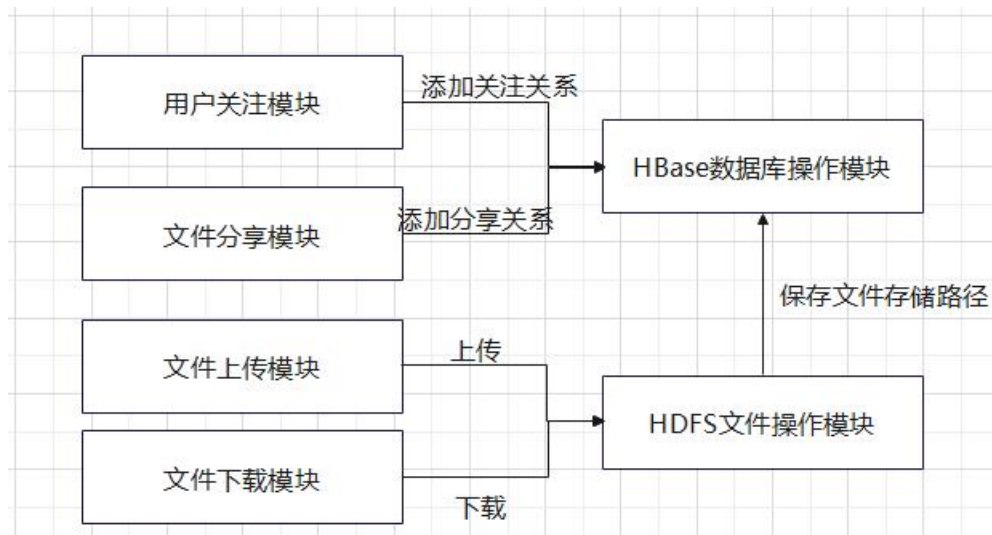 用户关注模块
添加关注关系
HBase数据库操作模块
文件分享模块
添加分享关系
保存文件存储路径
文件上传模块
上传
HDFS文件操作模块
文件下载模块
下载